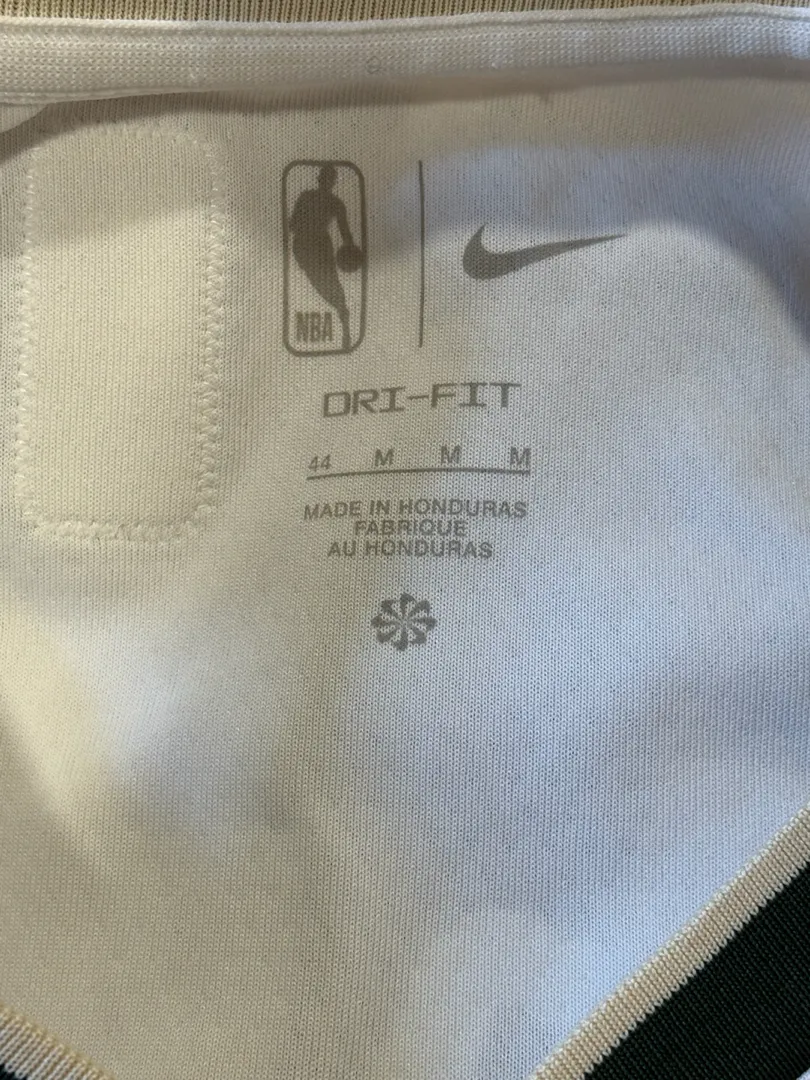 NBA
DRI-FIT
44 M M M
MADE IN HONDURAS
FABRIQUE
AU HONDURAS